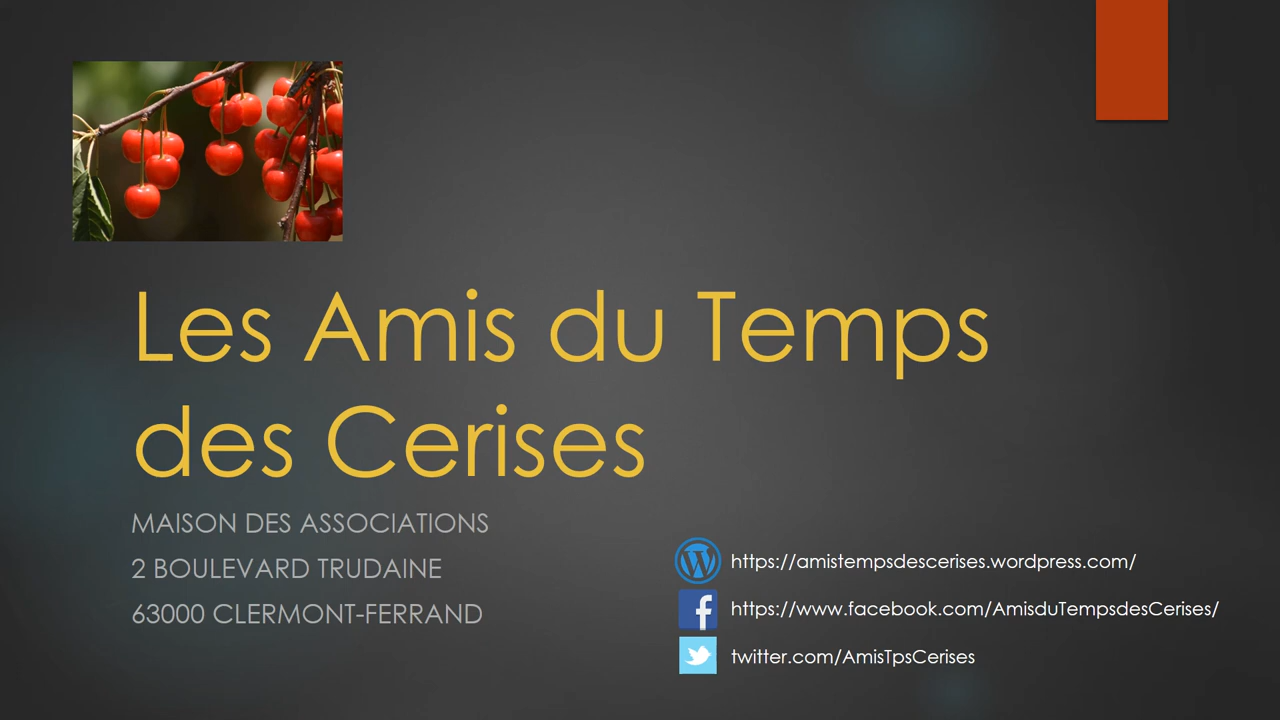 Les Amis du Temps
des Cerises
MAISON DES ASSOCIATIONS
2 BOULEVARD TRUDAINE
63000 CLERMONT-FERRAND
https://amistempsdescerises.wordpress.com/
https://www.facebook.com/AmisduTempsdesCerises/
twitter.com/AmisTpsCerises